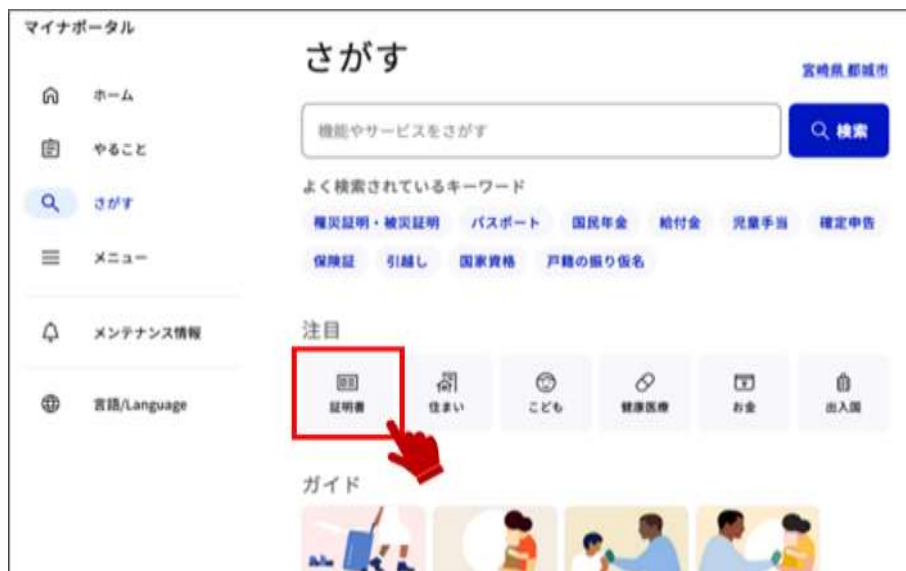 マイナポータル
ホーム
やること
さがす
メニュー
メンテナンス情報
言語/Language
さがす
宮崎県 都城市
機能やサービスをさがす
検索
よく検索されているキーワード
罹災証明・被災証明 パスポート 国民年金 給付金 児童手当 確定申告
保険証 引越し 国家資格 戸籍の振り仮名
注目
証明書 住まい こども 健康医療 お金 出入国
ガイド